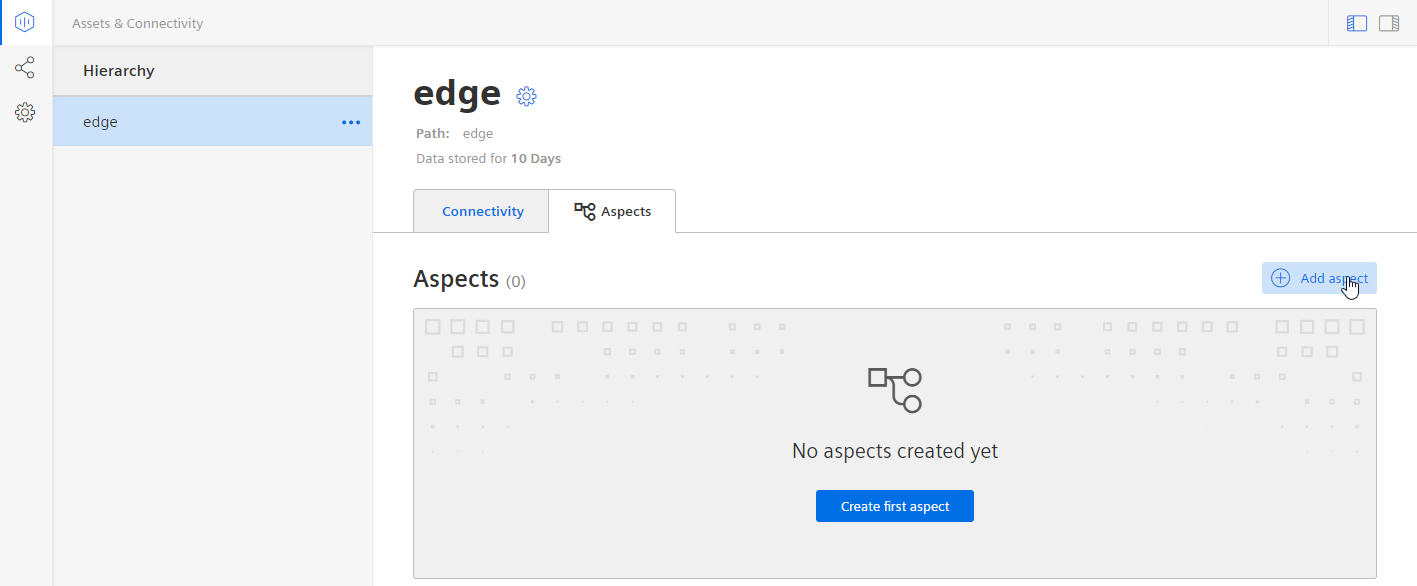 Assets & Connectivity
Hierarchy
edge
edge
Path: edge
Data stored for 10 Days
Connectivity
Aspects
Aspects (0)
Add aspect
No aspects created yet
Create first aspect